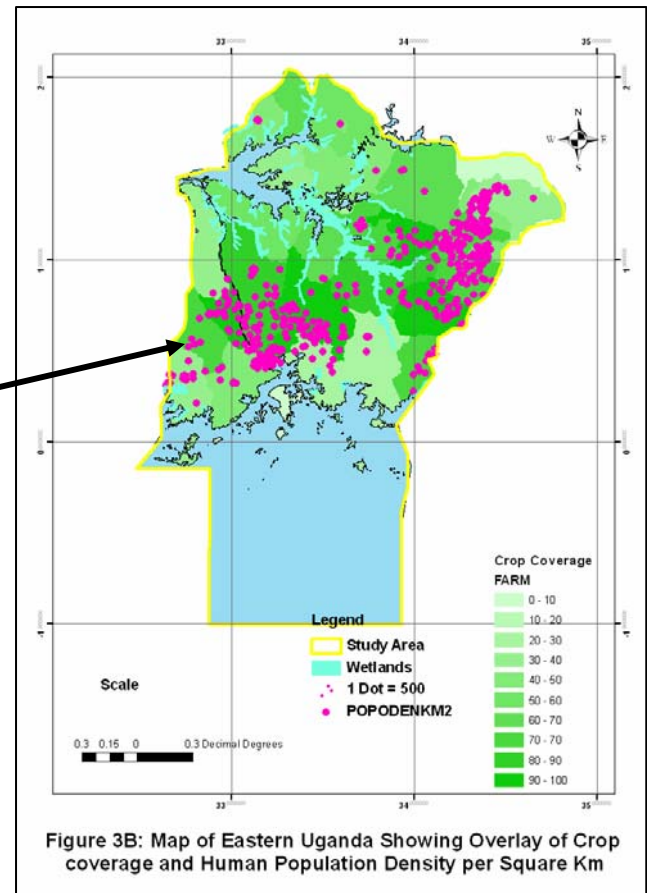 33 34 35
2
N
W E
S
1
0
-1
Legend
Study Area
Wetlands
1 Dot = 500
POPODENKM2
Scale
0.3 0.15 0 0.3 Decimal Degrees
Crop Coverage
FARM
0 - 10
10 - 20
20 - 30
30 - 40
40 - 50
50 - 60
60 - 70
70 - 70
80 - 90
90 - 100
33 34 35
Figure 3B: Map of Eastern Uganda Showing Overlay of Crop
coverage and Human Population Density per Square Km